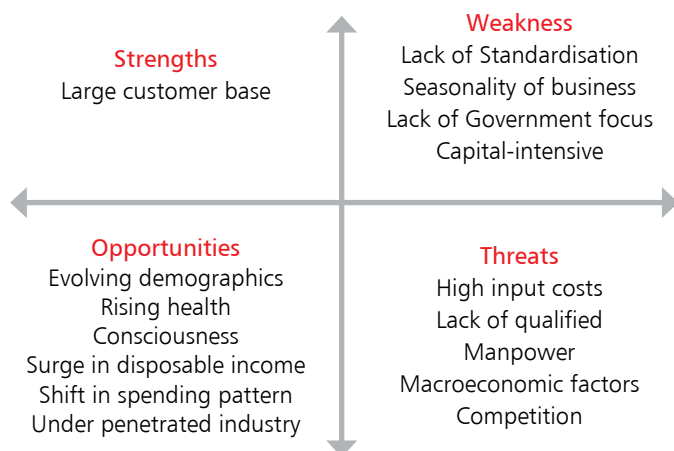 Strengths
Large customer base
Weakness
Lack of Standardisation
Seasonality of business
Lack of Government focus
Capital-intensive
Opportunities
Evolving demographics
Rising health
Consciousness
Surge in disposable income
Shift in spending pattern
Under penetrated industry
Threats
High input costs
Lack of qualified
Manpower
Macroeconomic factors
Competition